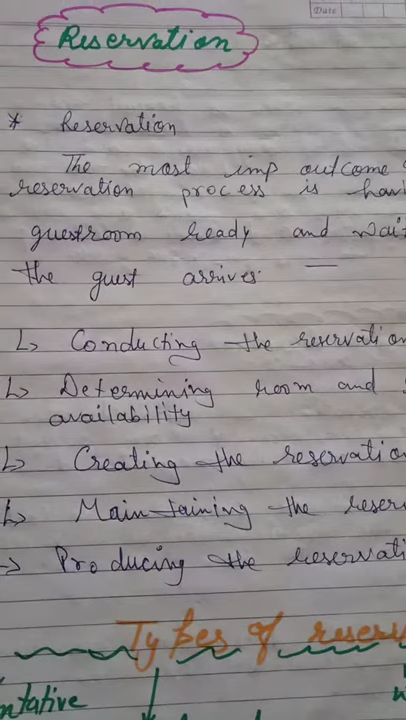 Date
Reservation
* Reservation
The most imp outcome
reservation process is
guestroom ready and
the guest arrives
↳ Conducting the
↳ Determining room and
availability
↳ Creating the
↳ Maintaining the
→ Producing the
Types of